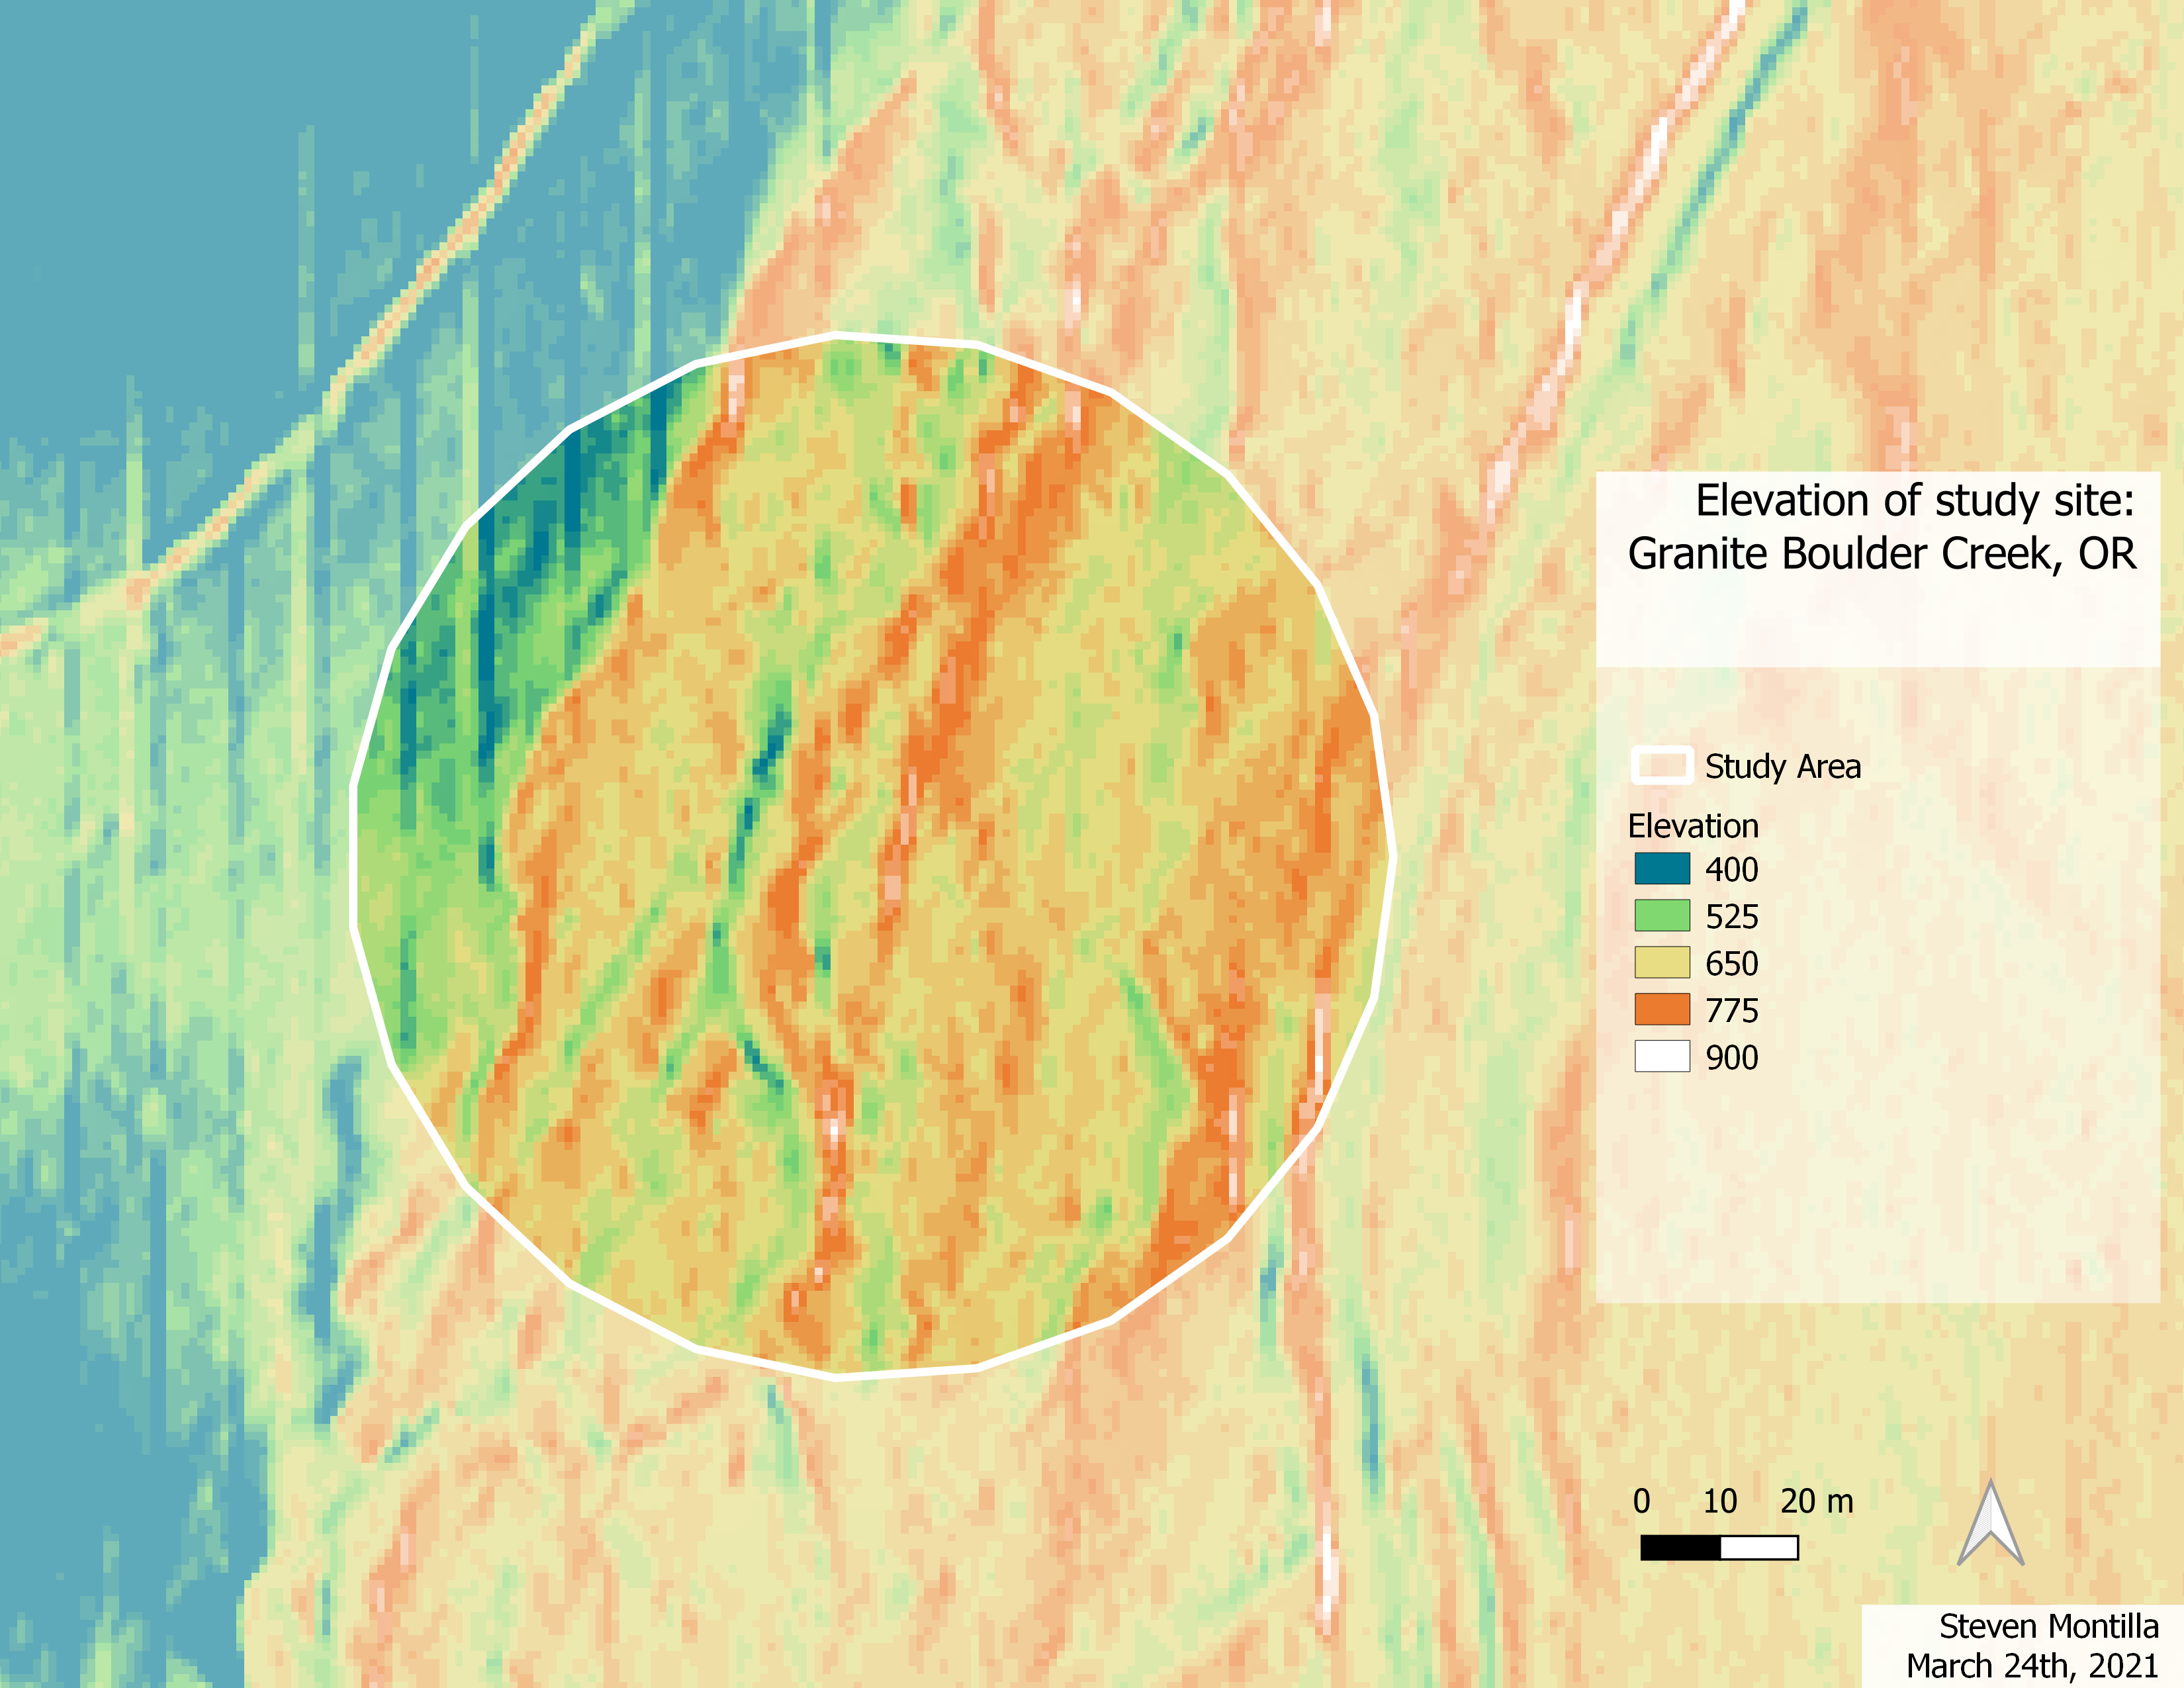 Elevation of study site:
Granite Boulder Creek, OR
Study Area
Elevation
400
525
650
775
900
0 10 20 m
Steven Montilla
March 24th, 2021